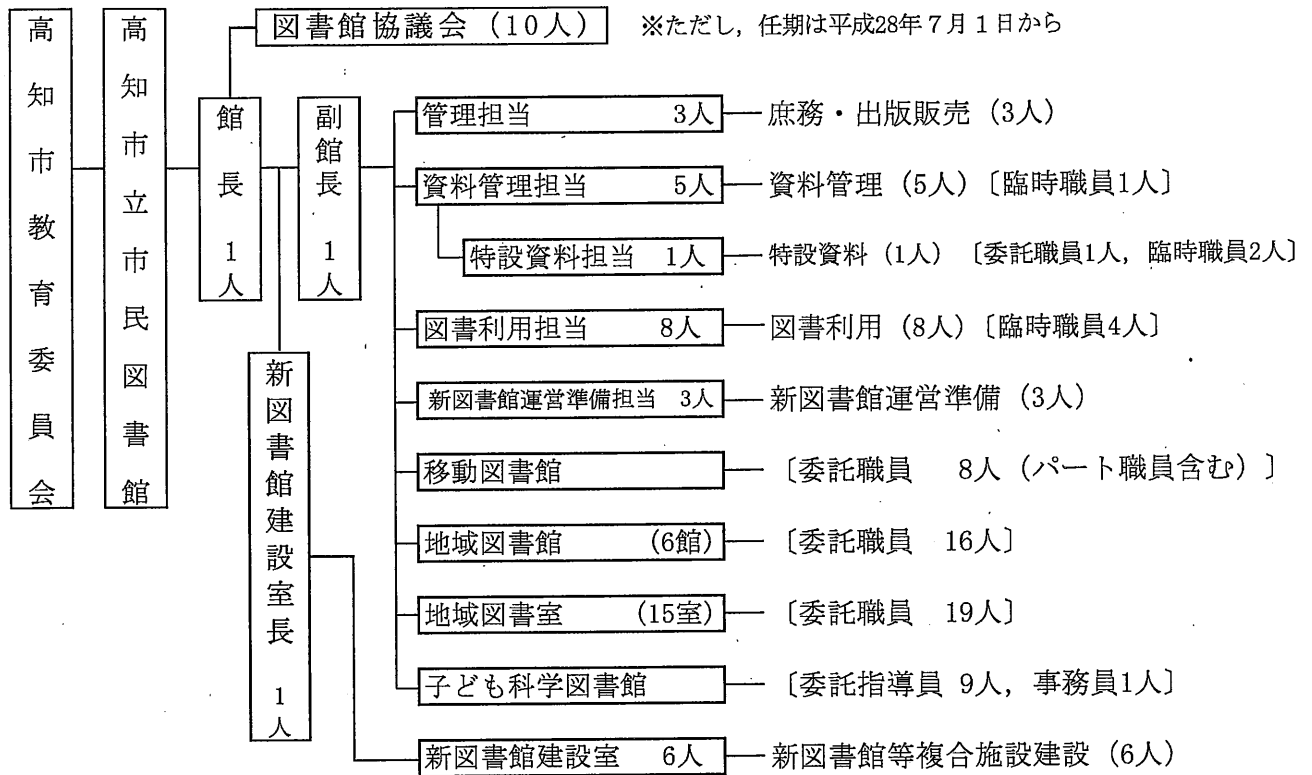 高知市教育委員会
高知市立市民図書館
館長 1人
副館長 1人
新図書館建設室長 1人
図書館協議会（10人） ※ただし，任期は平成28年７月１日から
管理担当 3人 庶務・出版販売（3人）
資料管理担当 5人 資料管理（5人）〔臨時職員1人〕
特設資料担当 1人 特設資料（1人）〔委託職員1人，臨時職員2人〕
図書利用担当 8人 図書利用（8人）〔臨時職員4人〕
新図書館運営準備担当 3人 新図書館運営準備（3人）
移動図書館 〔委託職員 8人（パート職員含む）〕
地域図書館 (6館) 〔委託職員 16人〕
地域図書室 (15室) 〔委託職員 19人〕
子ども科学図書館 〔委託指導員 9人，事務員1人〕
新図書館建設室 6人 新図書館等複合施設建設（6人）